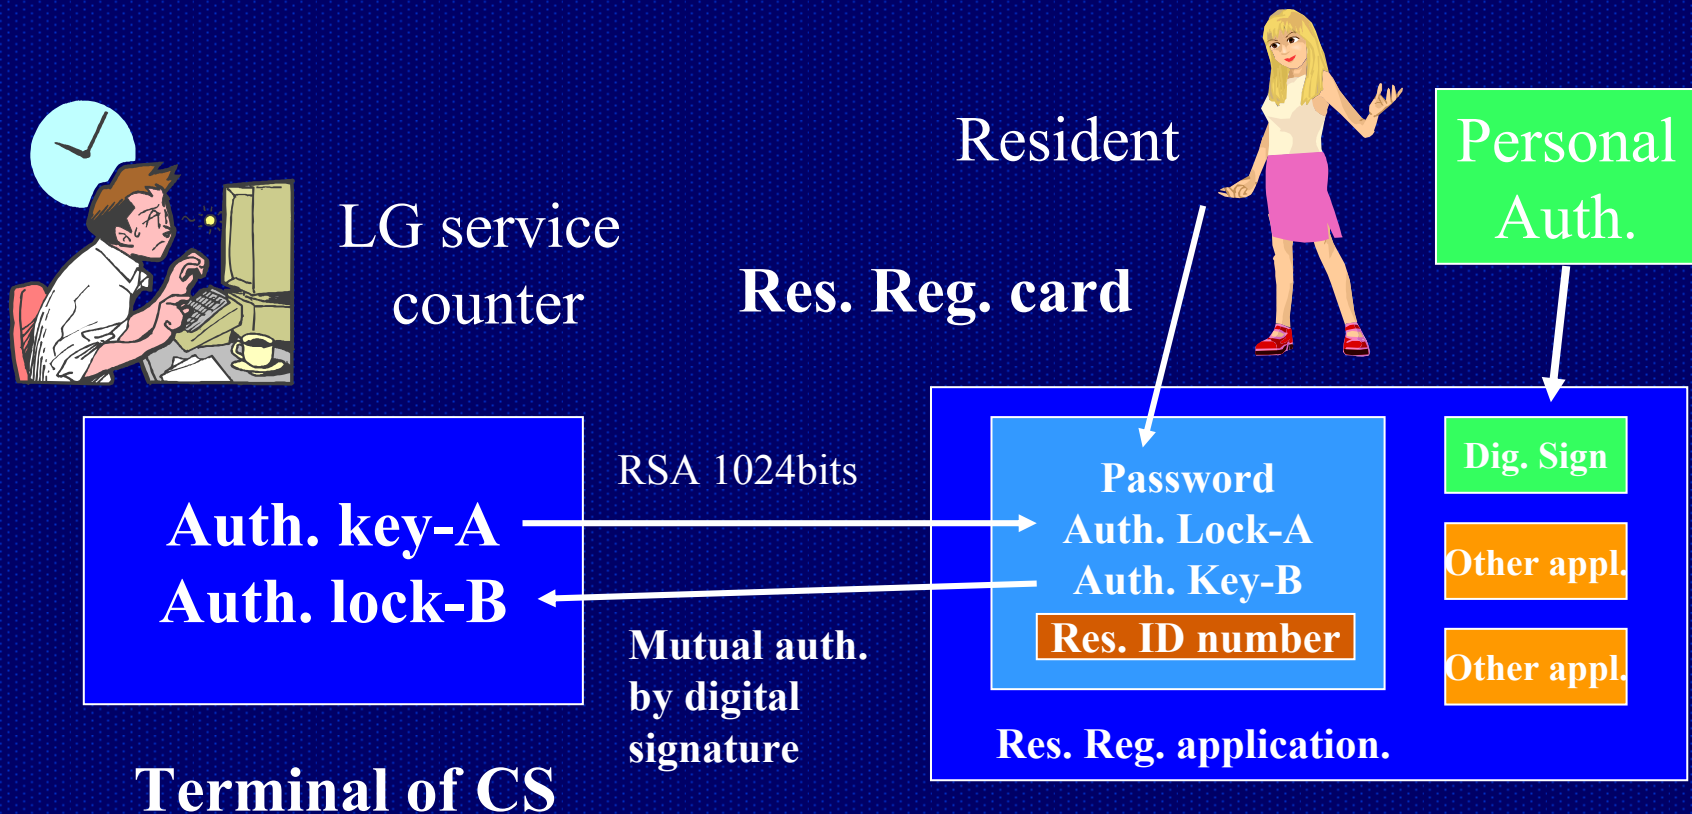 LG service
counter
Resident
Personal
Auth.
Res. Reg. card
Auth. key-A
Auth. lock-B
RSA 1024bits
Mutual auth.
by digital
signature
Password
Auth. Lock-A
Auth. Key-B
Res. ID number
Dig. Sign
Other appl.
Other appl.
Res. Reg. application.
Terminal of CS